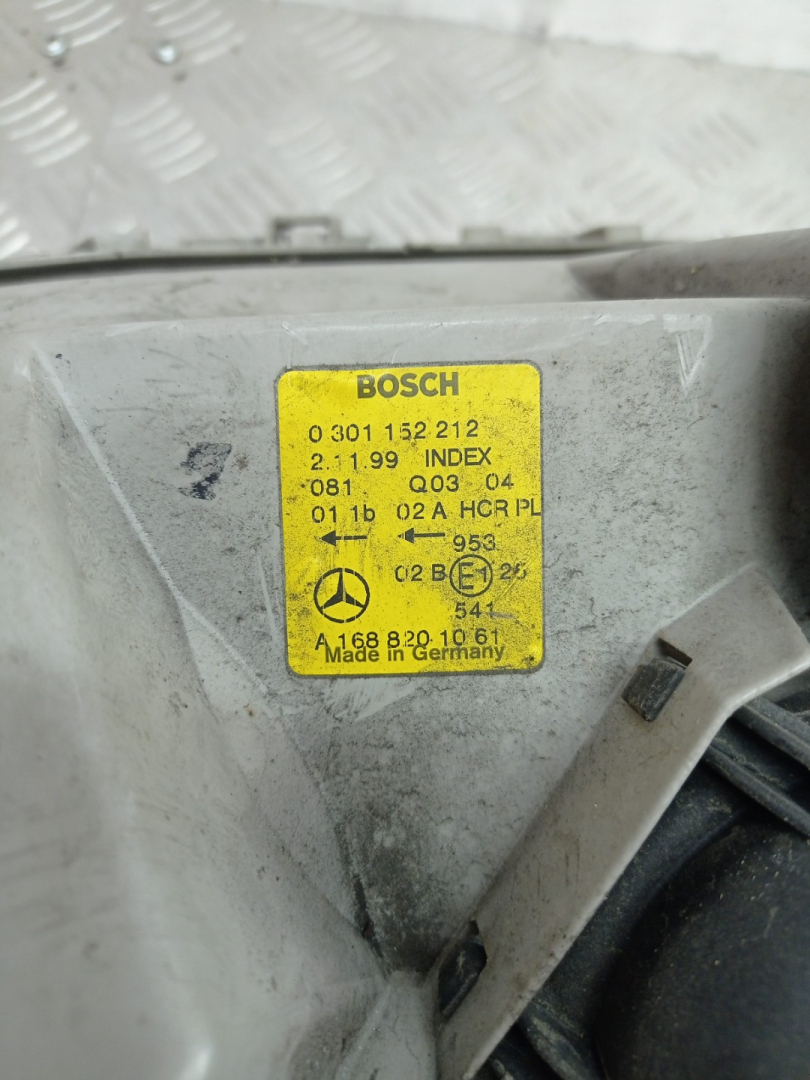 BOSCH
0 301 152 212
2.11.99 INDEX
081 Q03 04
01 1b 02 A HCR PL
953
02 B E1 26
541
A 168 820 10 61
Made in Germany